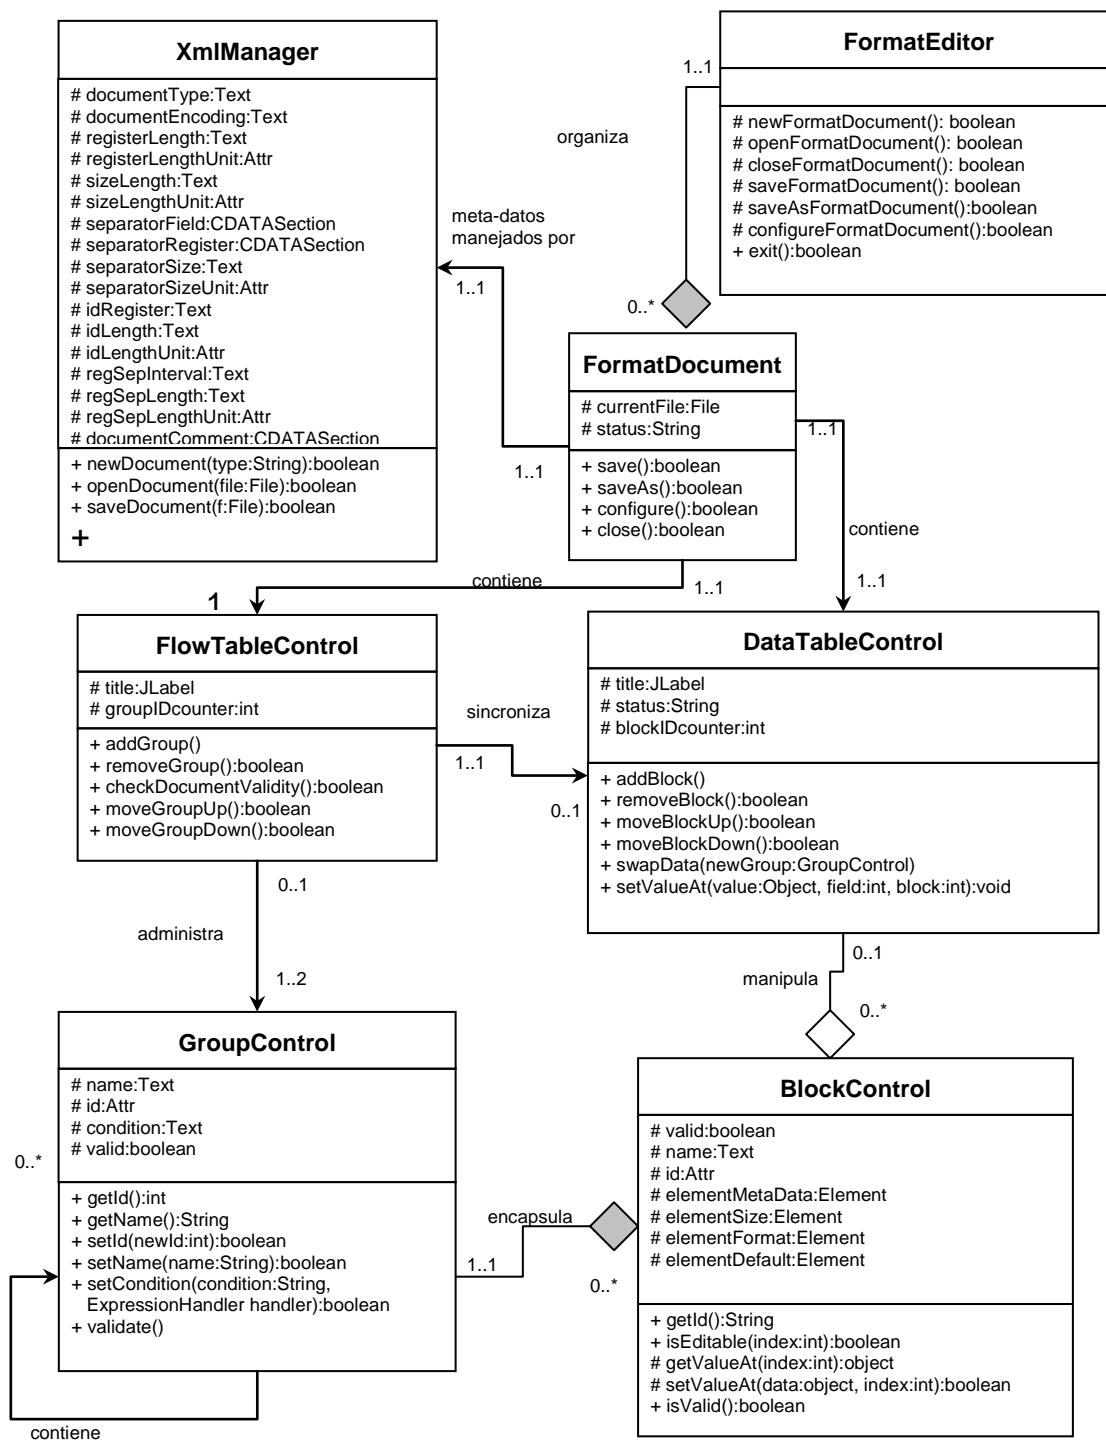 XmlManager
# documentType:Text
# documentEncoding:Text
# registerLength:Text
# registerLengthUnit:Attr
# sizeLength:Text
# sizeLengthUnit:Attr
# separatorField:CDATASection
# separatorRegister:CDATASection
# separatorSize:Text
# separatorSizeUnit:Attr
# idRegister:Text
# idLength:Text
# idLengthUnit:Attr
# regSepInterval:Text
# regSepLength:Text
# regSepLengthUnit:Attr
# documentComment:CDATASection
+ newDocument(type:String):boolean
+ openDocument(file:File):boolean
+ saveDocument(f:File):boolean
+
FormatEditor
# newFormatDocument(): boolean
# openFormatDocument(): boolean
# closeFormatDocument(): boolean
# saveFormatDocument(): boolean
# saveAsFormatDocument():boolean
# configureFormatDocument():boolean
+ exit():boolean
1..1
organiza
0..*
meta-datos
manejados por
1..1
1..1
FormatDocument
# currentFile:File
# status:String
+ save():boolean
+ saveAs():boolean
+ configure():boolean
+ close():boolean
1..1
contiene
1..1
contiene
1..1
1
FlowTableControl
# title:JLabel
# groupIDcounter:int
+ addGroup()
+ removeGroup():boolean
+ checkDocumentValidity():boolean
+ moveGroupUp():boolean
+ moveGroupDown():boolean
sincroniza
1..1
0..1
DataTableControl
# title:JLabel
# status:String
# blockIDcounter:int
+ addBlock()
+ removeBlock():boolean
+ moveBlockUp():boolean
+ moveBlockDown():boolean
+ swapData(newGroup:GroupControl)
+ setValueAt(value:Object, field:int, block:int):void
0..1
administra
1..2
0..1
manipula
0..*
GroupControl
# name:Text
# id:Attr
# condition:Text
# valid:boolean
0..*
+ getId():int
+ getName():String
+ setId(newId:int):boolean
+ setName(name:String):boolean
+ setCondition(condition:String,
ExpressionHandler handler):boolean
+ validate()
contiene
encapsula
1..1
0..*
BlockControl
# valid:boolean
# name:Text
# id:Attr
# elementMetaData:Element
# elementSize:Element
# elementFormat:Element
# elementDefault:Element
+ getId():String
+ isEditable(index:int):boolean
# getValueAt(index:int):object
# setValueAt(data:object, index:int):boolean
+ isValid():boolean